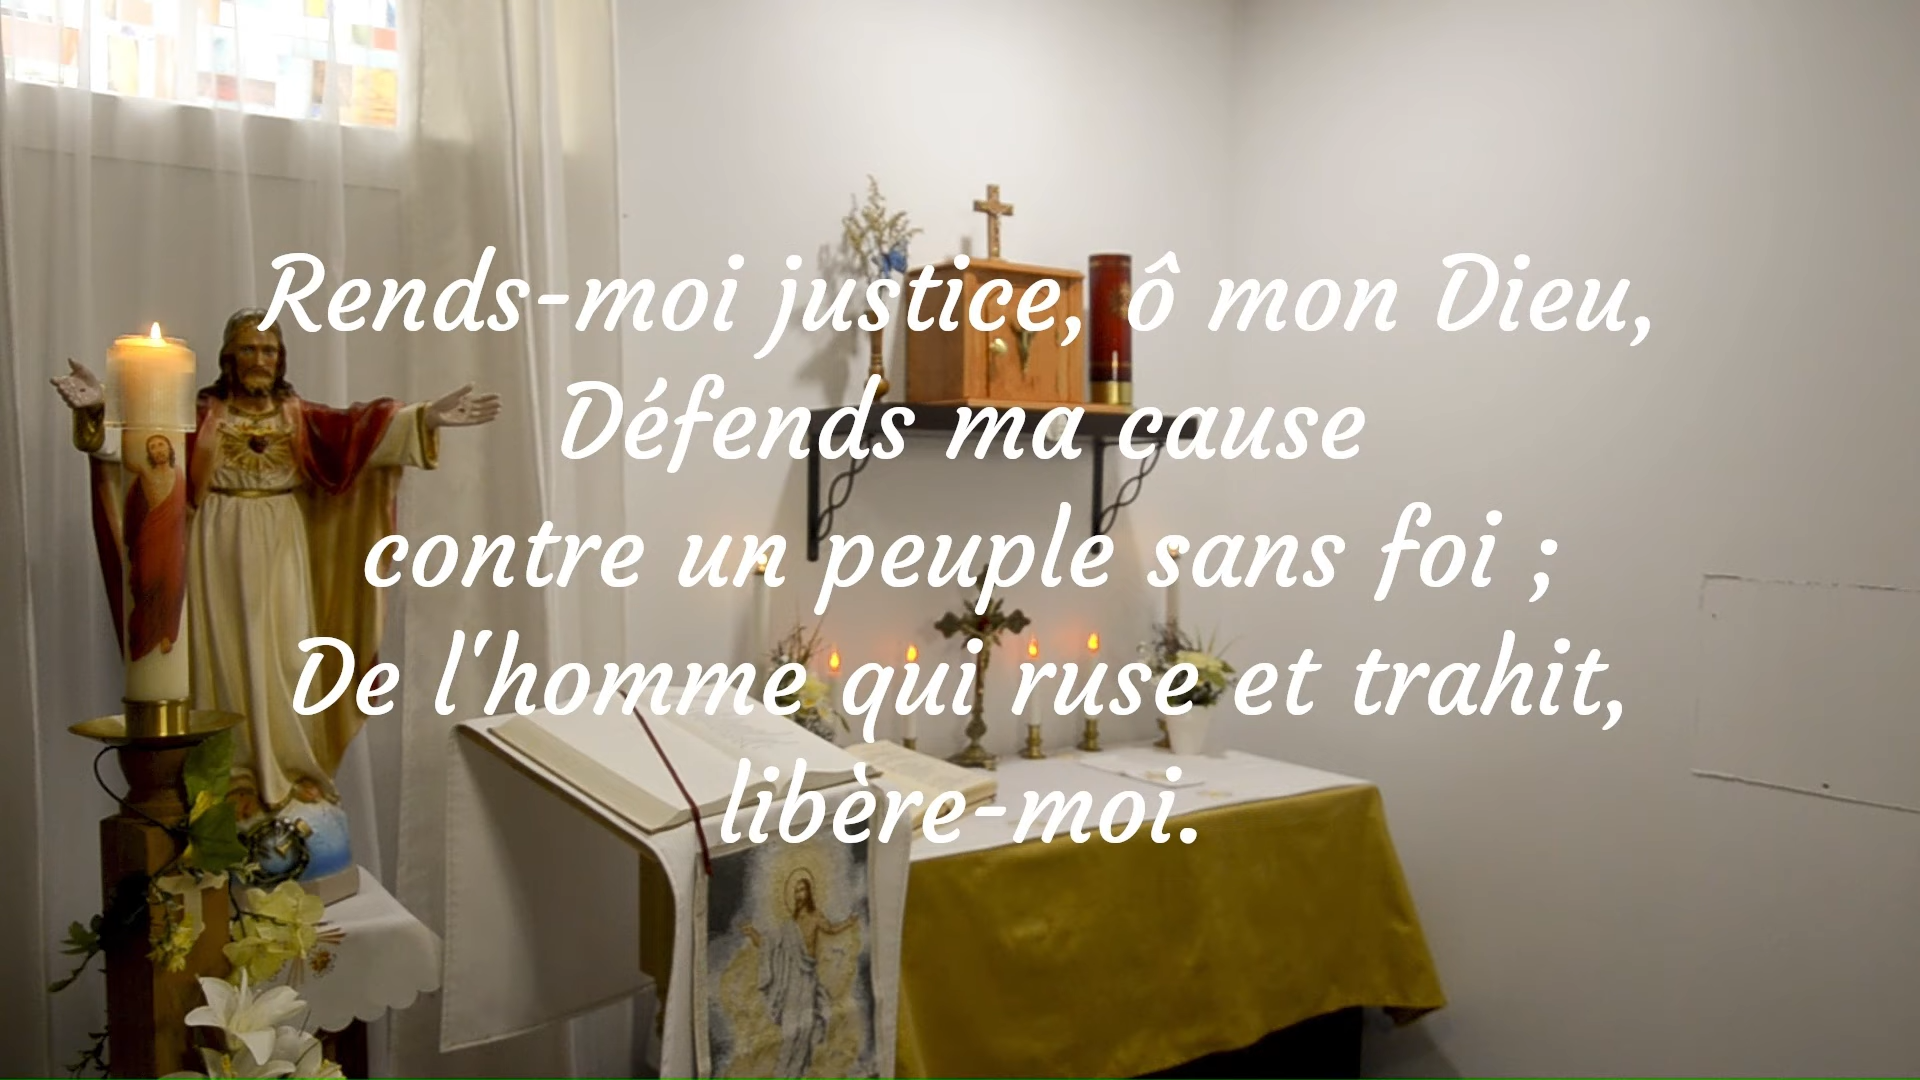 Rends-moi justice, ô mon Dieu,
Défends ma cause
contre un peuple sans foi ;
De l'homme qui ruse et trahit,
libère-moi.